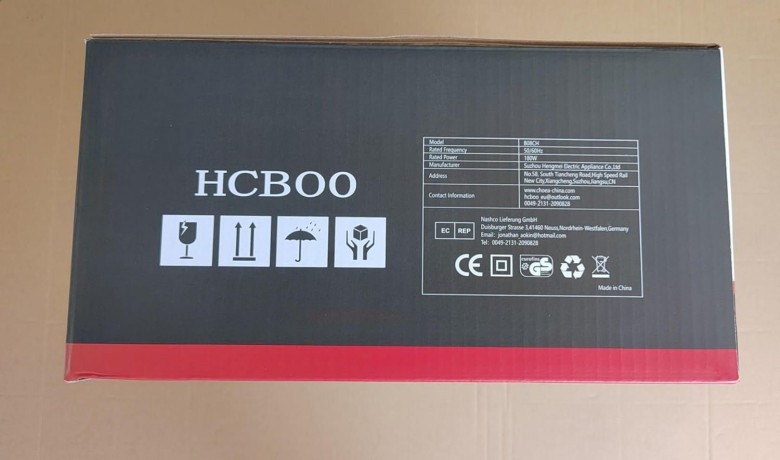 HCBOO
Model 808CH
Rated Frequency 50/60Hz
Rated Power 180W
Manufacturer Suzhou Hengmei Electric Appliance Co.,Ltd
Address No.58, South Tiancheng Road,High Speed Rail
New City,Xiangcheng,Suzhou,Jiangsu,CN
Contact Information www.choea-china.com
hcboo_eu@outlook.com
0049-2131-2090828
EC REP
Nashco Lieferung GmbH
Duisburger Strasse 3,41460 Neuss,Nordrhein-Westfalen,Germany
Email: jonathan_aokin@hotmail.com
Tel: 0049-2131-2090828
CE GS
Made in China